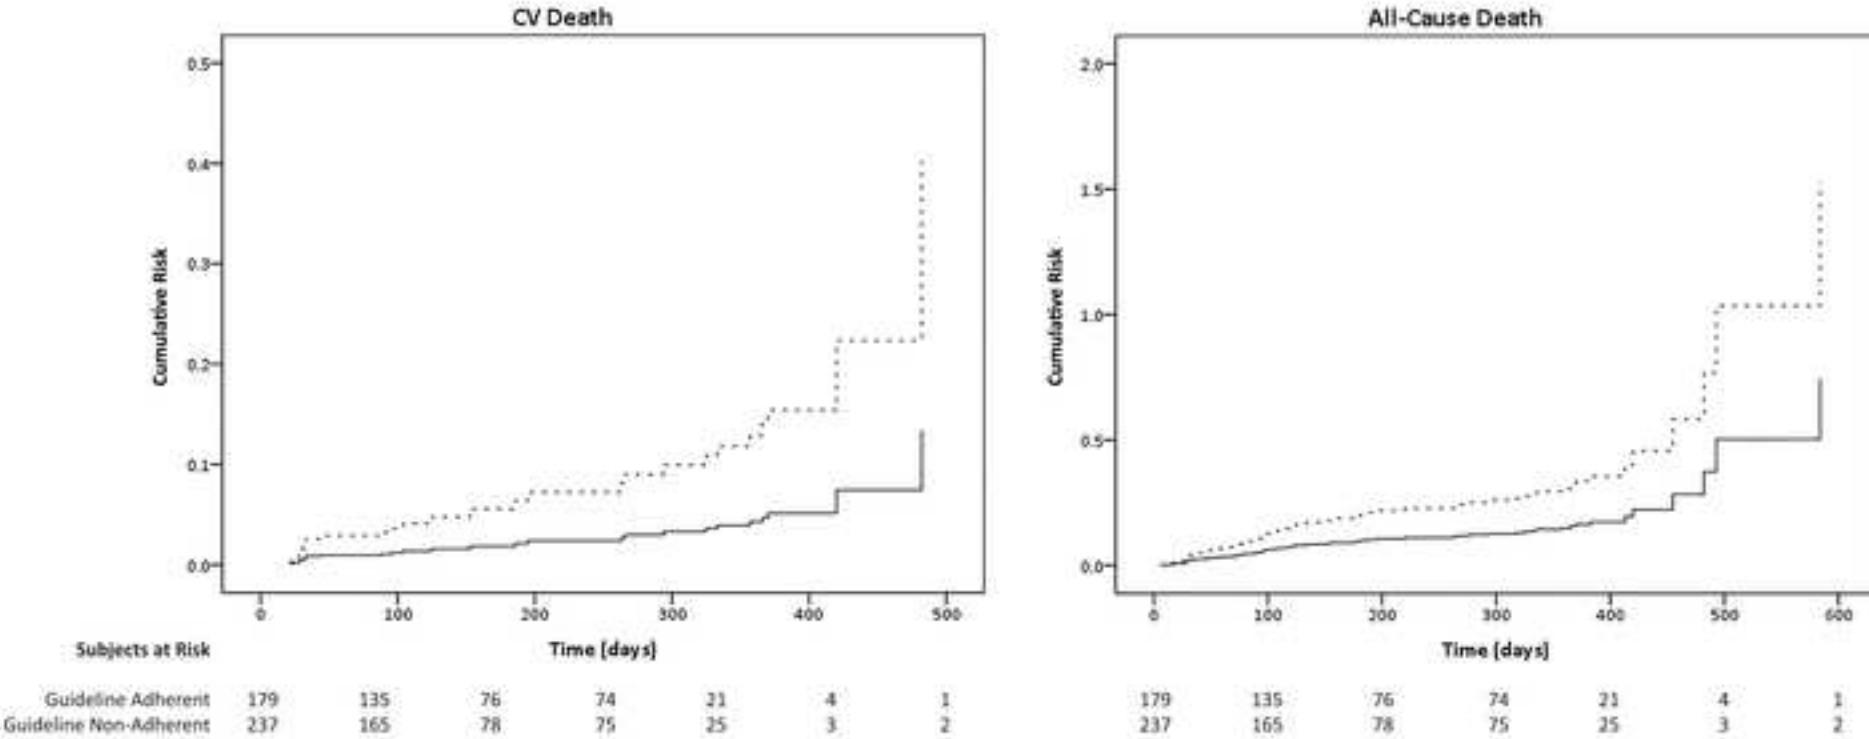 CV Death
0.5
0.4
0.3
0.2
0.1
0.0
Cumulative Risk
0 100 200 300 400 500
Time [days]
All-Cause Death
2.0
1.5
1.0
0.5
0.0
Cumulative Risk
0 100 200 300 400 500 600
Time [days]
Subjects at Risk
Guideline Adherent 179 135 76 74 21 4 1 179 135 76 74 21 4 1
Guideline Non-Adherent 237 165 78 75 25 3 2 237 165 78 75 25 3 2